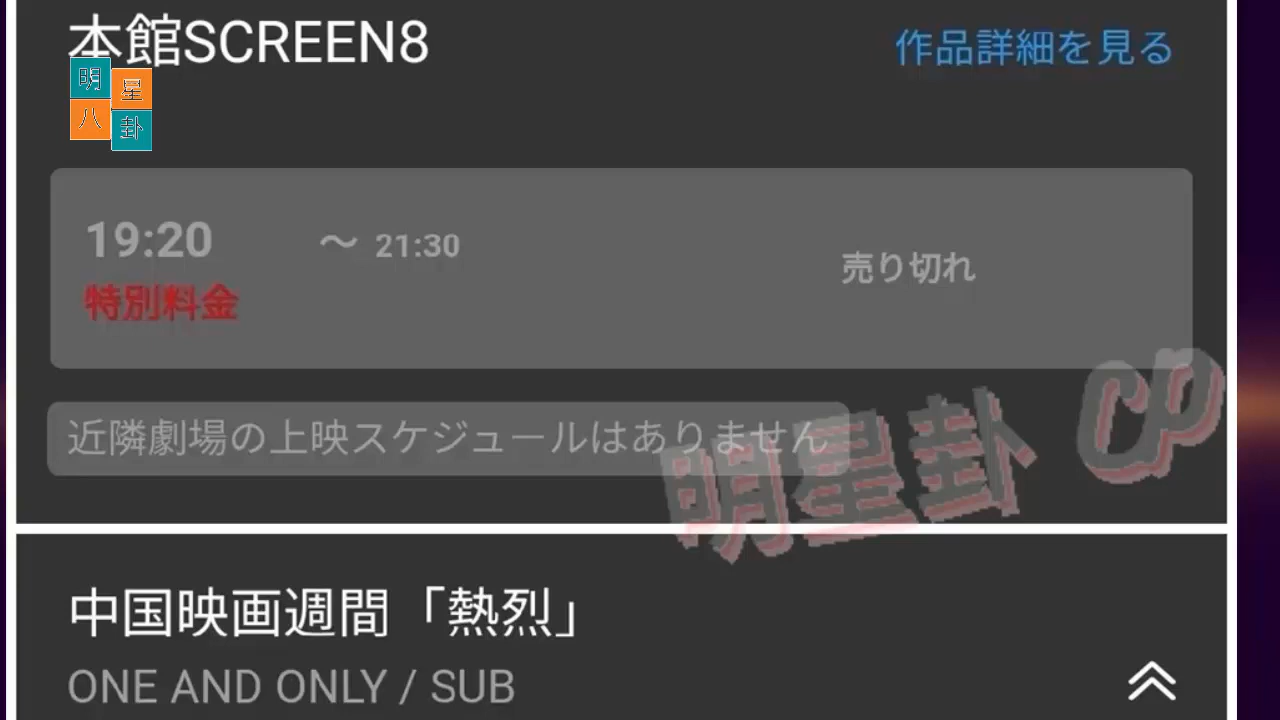 本館SCREEN8
作品詳細を見る
明星
八卦
19:20 ～ 21:30
売り切れ
特別料金
近隣劇場の上映スケジュールはありません
明星卦 CP
中国映画週間「熱烈」
ONE AND ONLY / SUB